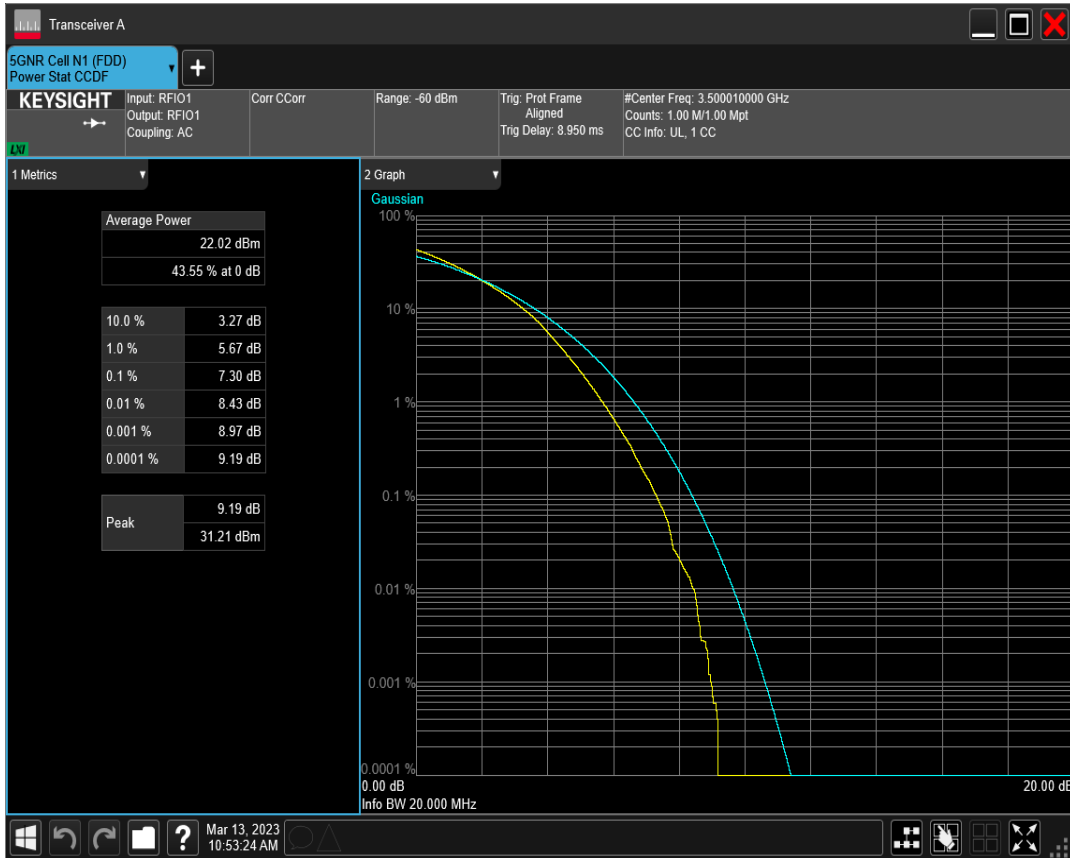 Transceiver A
5GNR Cell N1 (FDD)
Power Stat CCDF
+
KEYSIGHT
LXI
Input: RFIO1
Output: RFIO1
Coupling: AC
Corr CCorr
Range: -60 dBm
Trig: Prot Frame
Aligned
Trig Delay: 8.950 ms
#Center Freq: 3.500010000 GHz
Counts: 1.00 M/1.00 Mpt
CC Info: UL, 1 CC
1 Metrics
Average Power
22.02 dBm
43.55 % at 0 dB
10.0 % 3.27 dB
1.0 % 5.67 dB
0.1 % 7.30 dB
0.01 % 8.43 dB
0.001 % 8.97 dB
0.0001 % 9.19 dB
Peak
9.19 dB
31.21 dBm
2 Graph
Gaussian
100 %
10 %
1 %
0.1 %
0.01 %
0.001 %
0.0001 %
0.00 dB 20.00 dB
Info BW 20.000 MHz
?
Mar 13, 2023
10:53:24 AM